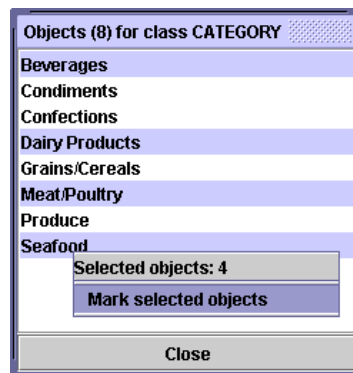 Objects (8) for class CATEGORY
Beverages
Condiments
Confections
Dairy Products
Grains/Cereals
Meat/Poultry
Produce
Seafood
Selected objects: 4
Mark selected objects
Close